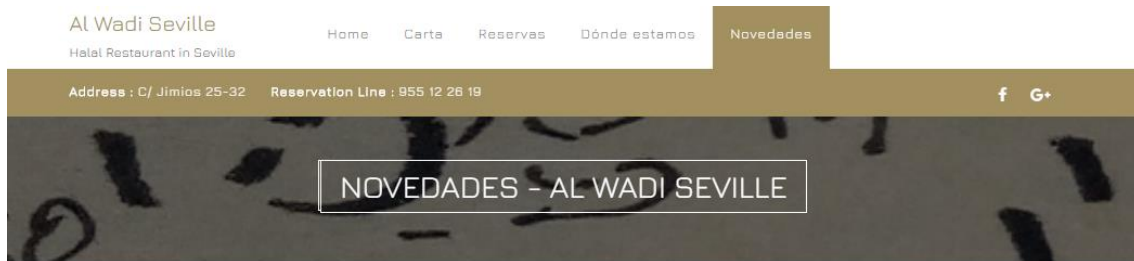 Al Wadi Seville
Halal Restaurant in Seville
Home Carta Reservas Dónde estamos Novedades
Address : C/ Jimios 25-32 Reservation Line : 955 12 26 19
f G+
NOVEDADES - AL WADI SEVILLE